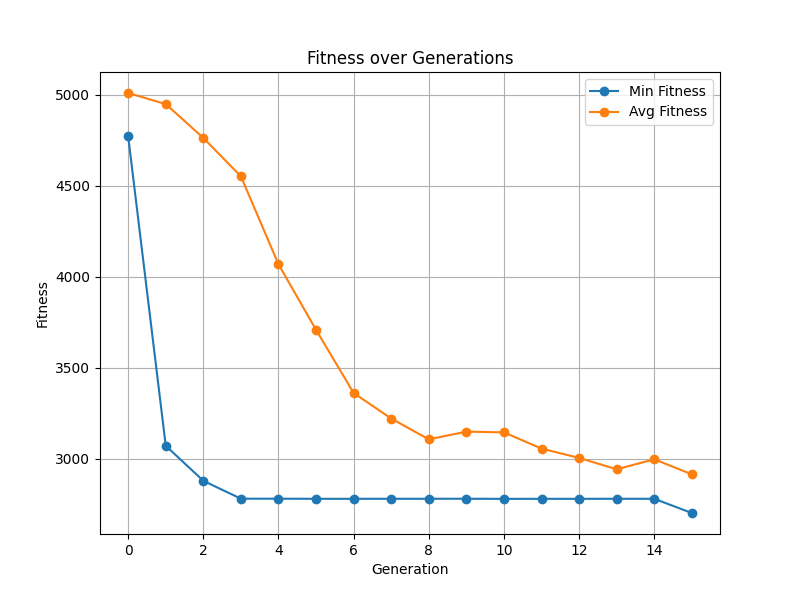 Fitness over Generations
Min Fitness
Avg Fitness
5000
4500
4000
3500
3000
Fitness
0 2 4 6 8 10 12 14
Generation